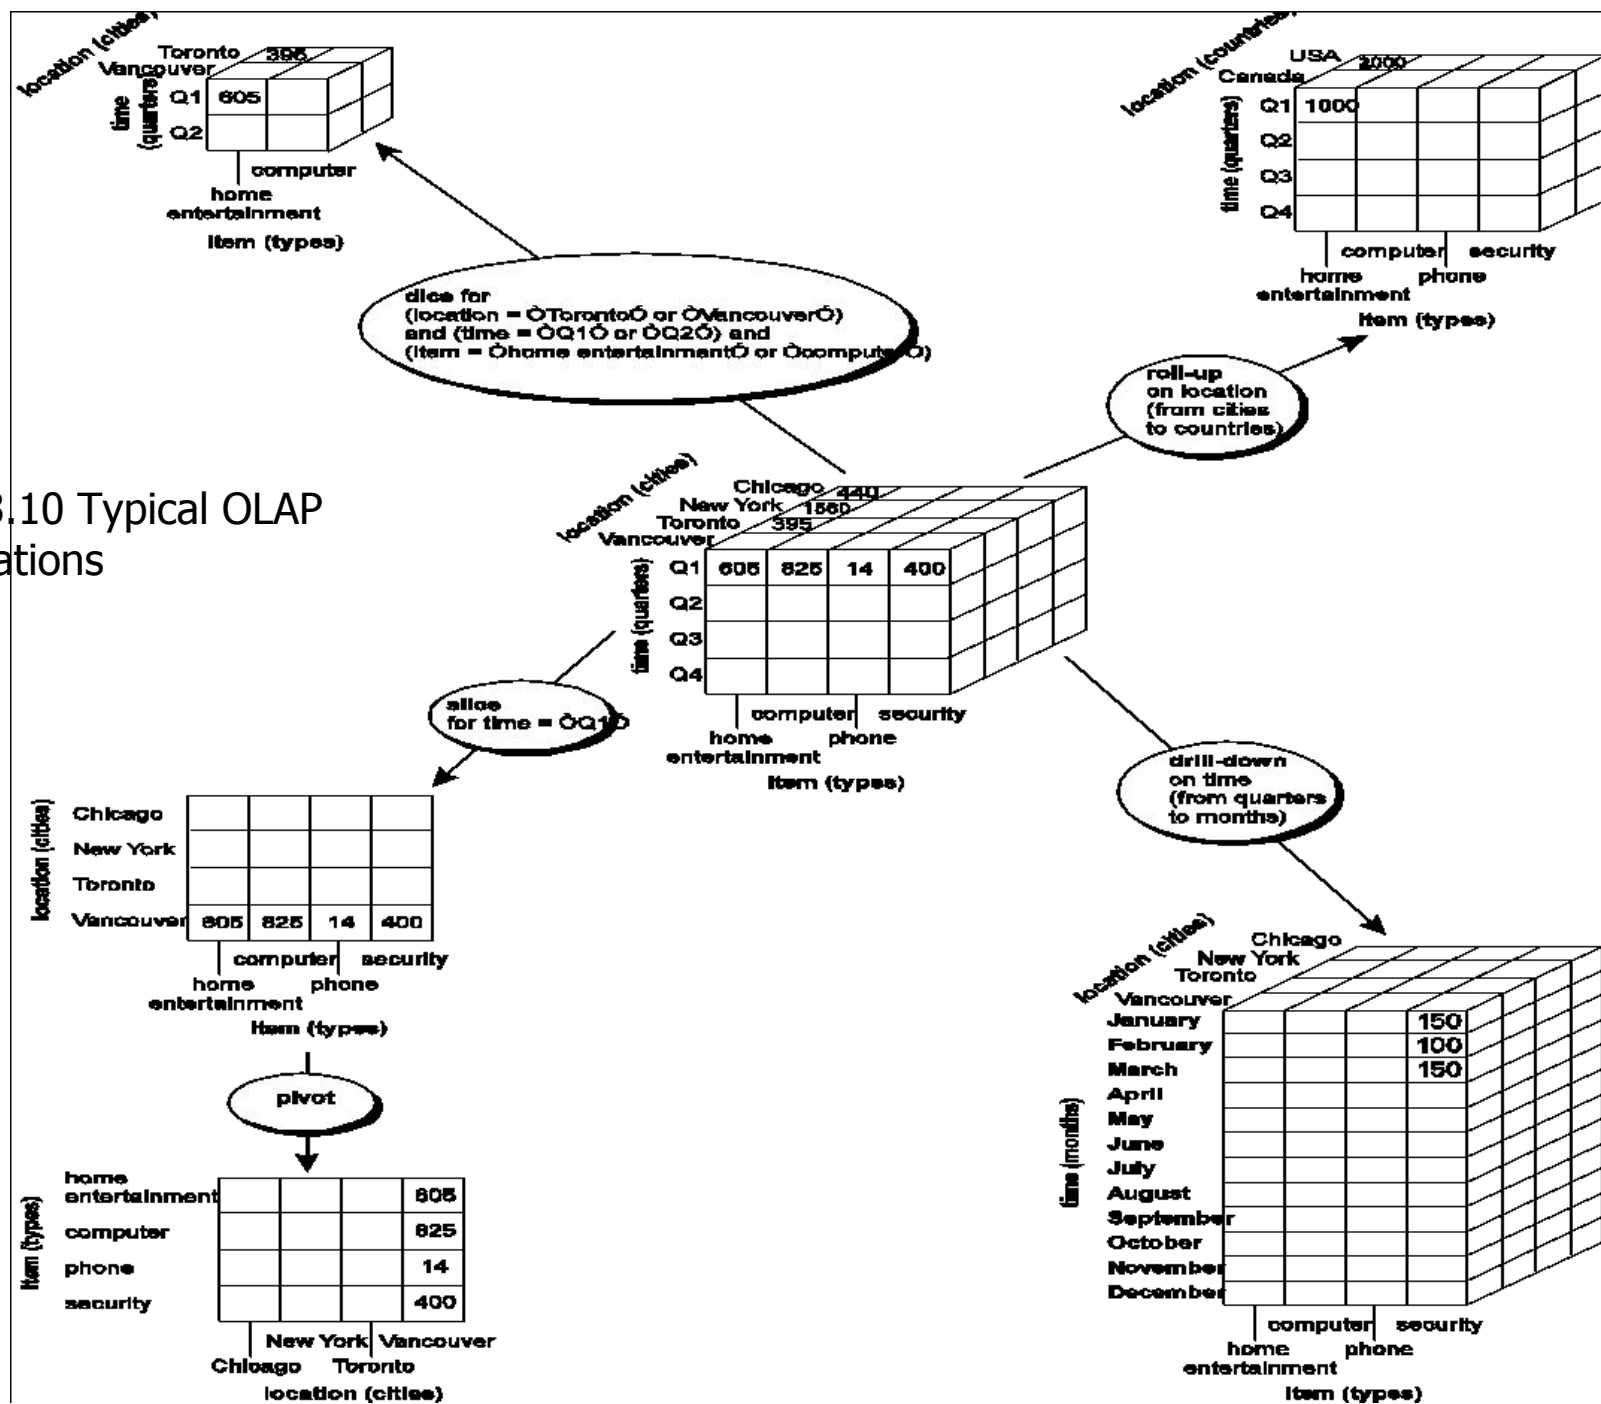 location (cities)
Toronto 395
Vancouver
time (quarters)
Q1 605
Q2
computer
home
entertainment
item (types)
location (countries)
USA 2000
Canada
time (quarters)
Q1 1000
Q2
Q3
Q4
computer security
home phone
entertainment
item (types)
dice for
(location = ÒTorontoÓ or ÒVancouverÓ)
and (time = ÒQ1Ó or ÒQ2Ó) and
(item = Òhome entertainmentÓ or ÒcomputerÓ)
roll-up
on location
(from cities
to countries)
3.10 Typical OLAP
ations
location (cities)
Chicago 440
New York 1560
Toronto 395
Vancouver
time (quarters)
Q1 605 825 14 400
Q2
Q3
Q4
computer security
home phone
entertainment
item (types)
slice
for time = ÒQ1Ó
drill-down
on time
(from quarters
to months)
location (cities)
Chicago
New York
Toronto
Vancouver 605 825 14 400
computer security
home phone
entertainment
item (types)
pivot
item (types)
home
entertainment 605
computer 825
phone 14
security 400
New York Vancouver
Chicago Toronto
location (cities)
location (cities)
Chicago
New York
Toronto
Vancouver
time (months)
January 150
February 100
March 150
April
May
June
July
August
September
October
November
December
computer security
home phone
entertainment
item (types)